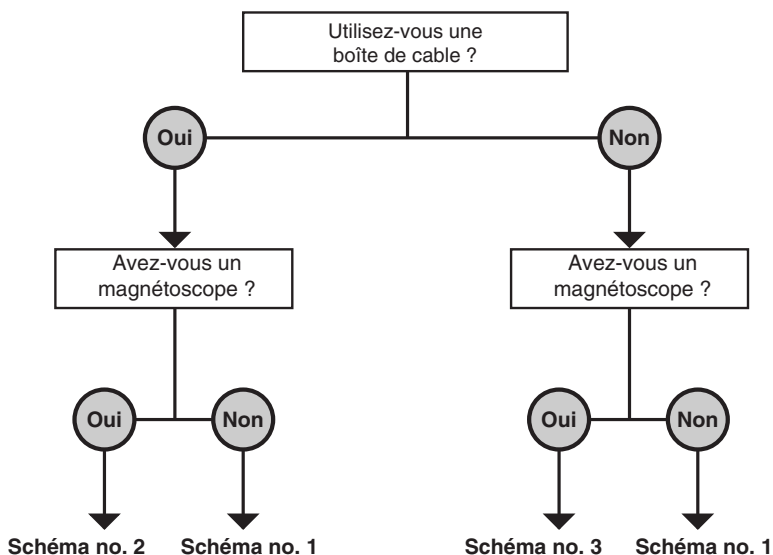 Utilisez-vous une
boîte de cable ?
Oui
Non
Avez-vous un
magnétoscope ?
Avez-vous un
magnétoscope ?
Oui
Non
Oui
Non
Schéma no. 2
Schéma no. 1
Schéma no. 3
Schéma no. 1